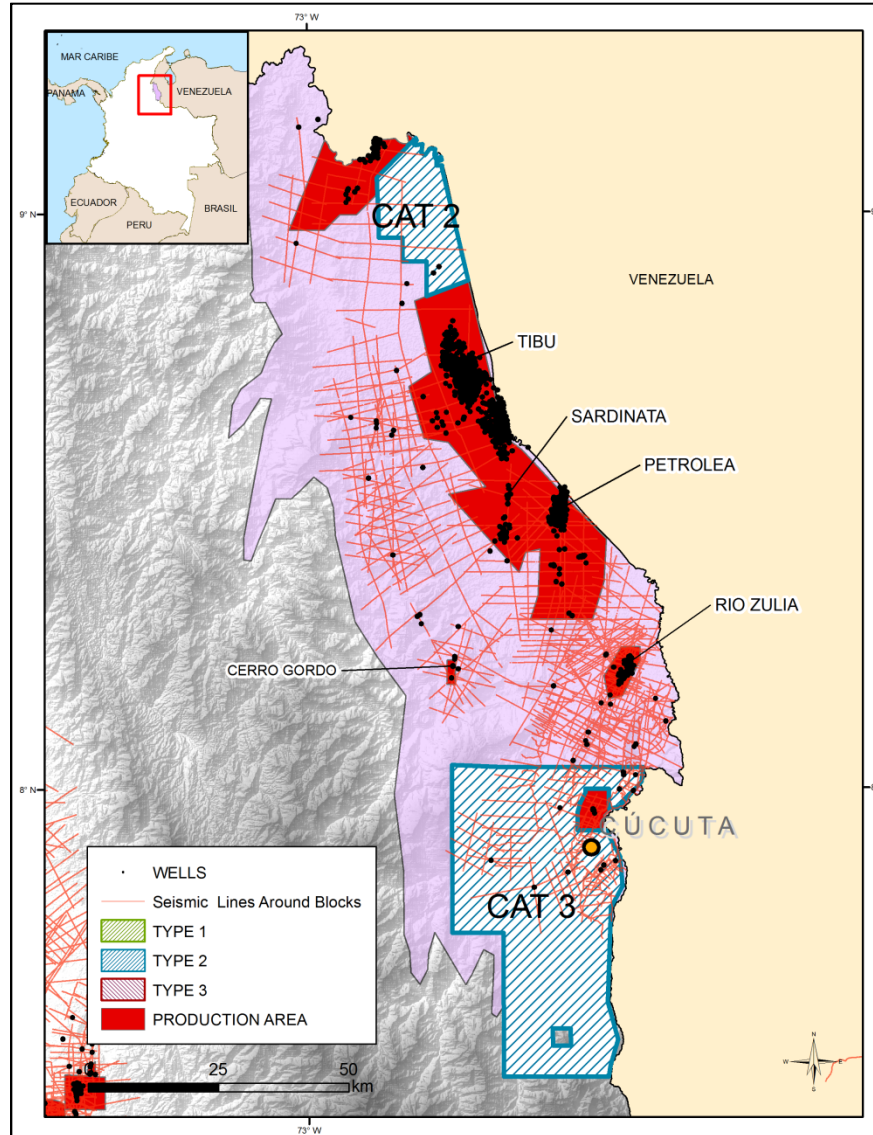 73° W
MAR CARIBE
PANAMA
VENEZUELA
ECUADOR
PERU
BRASIL
9° N
CAT 2
VENEZUELA
TIBU
SARDINATA
PETROLEA
RIO ZULIA
CERRO GORDO
8° N
CÚCUTA
CAT 3
WELLS
Seismic Lines Around Blocks
TYPE 1
TYPE 2
TYPE 3
PRODUCTION AREA
0 25 50
km
N
W E
S
73° W